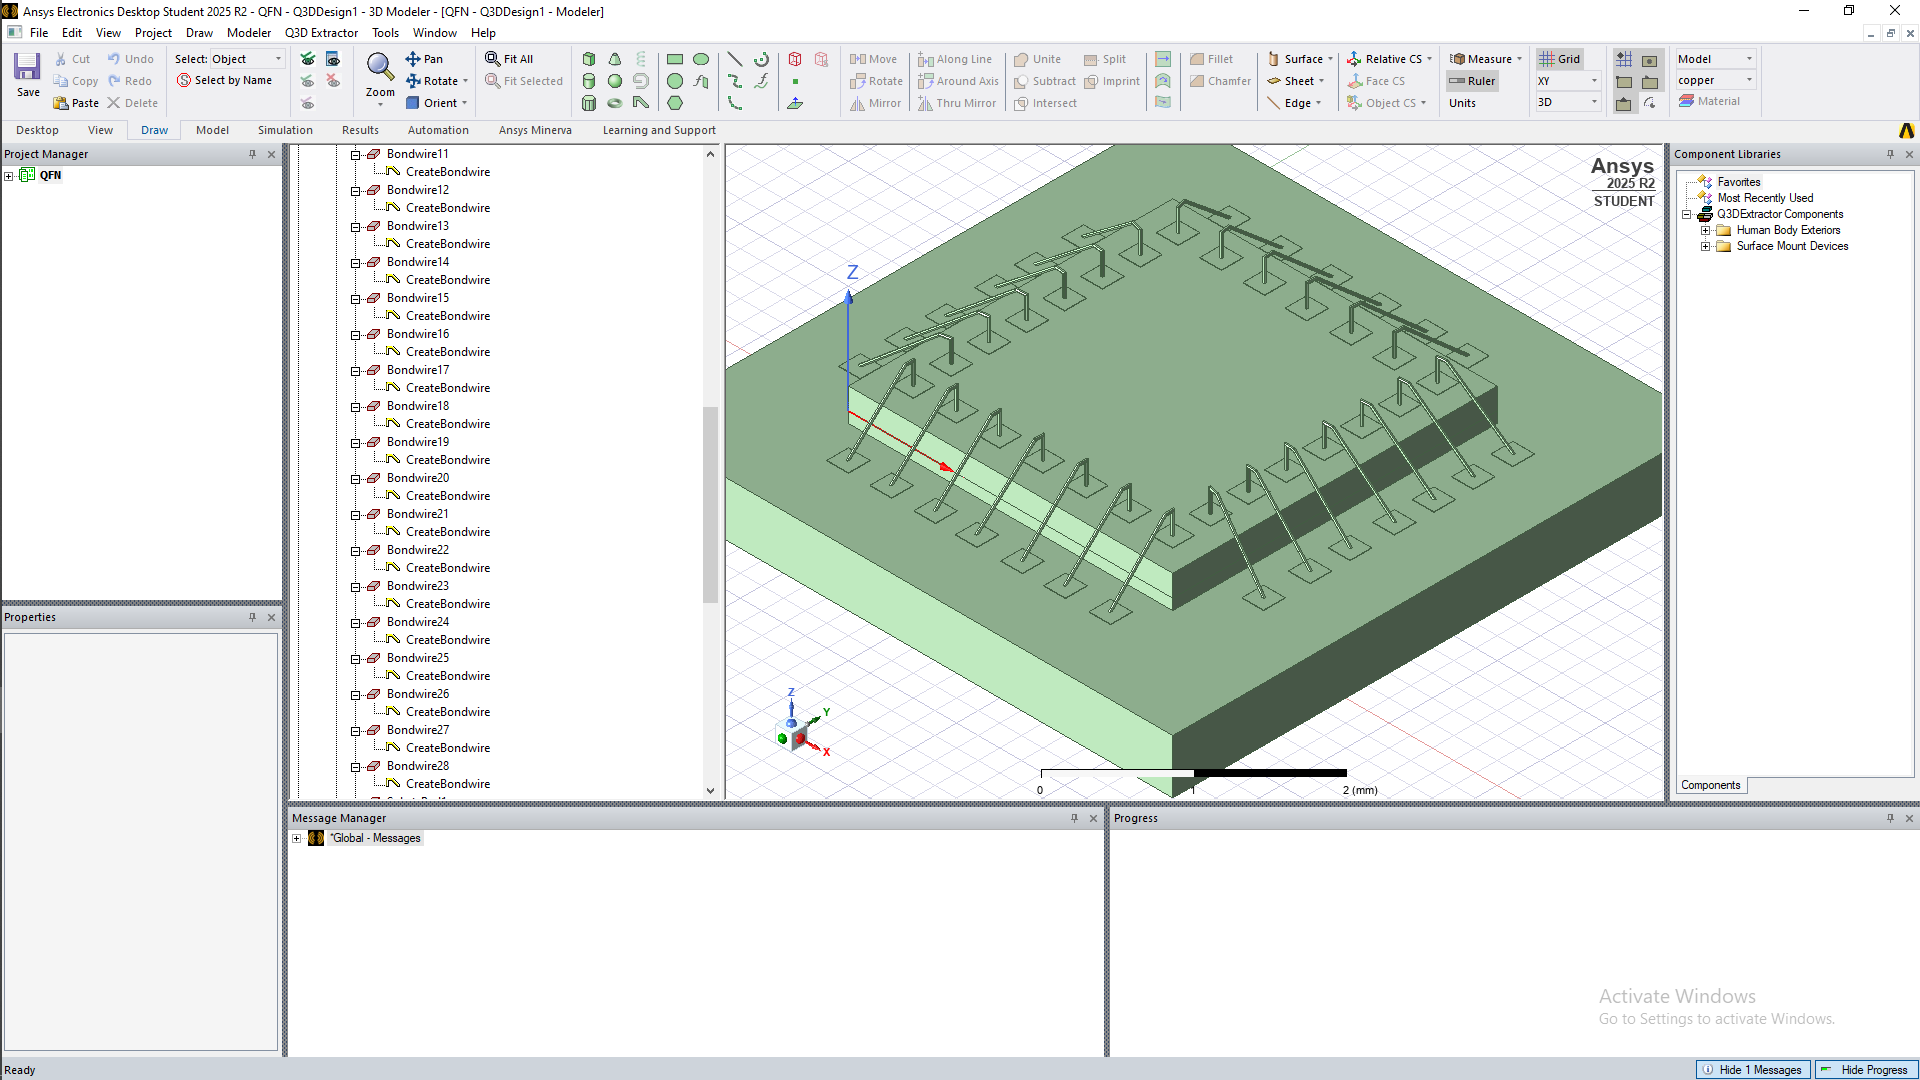 Ansys Electronics Desktop Student 2025 R2 - QFN - Q3DDesign1 - 3D Modeler - [QFN - Q3DDesign1 - Modeler]
File Edit View Project Draw Modeler Q3D Extractor Tools Window Help
Save
Cut Undo
Copy Redo
Paste Delete
Select: Object
Select by Name
Zoom
Pan
Rotate
Orient
Fit All
Fit Selected
Move Along Line Unite Split Fillet
Rotate Around Axis Subtract Imprint Chamfer
Mirror Thru Mirror Intersect
Surface Relative CS
Sheet Face CS
Edge Object CS
Measure Grid
Ruler XY
Units 3D
Model
copper
Material
Desktop View Draw Model Simulation Results Automation Ansys Minerva Learning and Support
Project Manager
QFN
Properties
Bondwire11
CreateBondwire
Bondwire12
CreateBondwire
Bondwire13
CreateBondwire
Bondwire14
CreateBondwire
Bondwire15
CreateBondwire
Bondwire16
CreateBondwire
Bondwire17
CreateBondwire
Bondwire18
CreateBondwire
Bondwire19
CreateBondwire
Bondwire20
CreateBondwire
Bondwire21
CreateBondwire
Bondwire22
CreateBondwire
Bondwire23
CreateBondwire
Bondwire24
CreateBondwire
Bondwire25
CreateBondwire
Bondwire26
CreateBondwire
Bondwire27
CreateBondwire
Bondwire28
CreateBondwire
Ansys
2025 R2
STUDENT
Z
Z
Y
X
0 1 2 (mm)
Component Libraries
Favorites
Most Recently Used
Q3DExtractor Components
Human Body Exteriors
Surface Mount Devices
Components
Message Manager
*Global - Messages
Progress
Activate Windows
Go to Settings to activate Windows.
Ready
Hide 1 Messages
Hide Progress